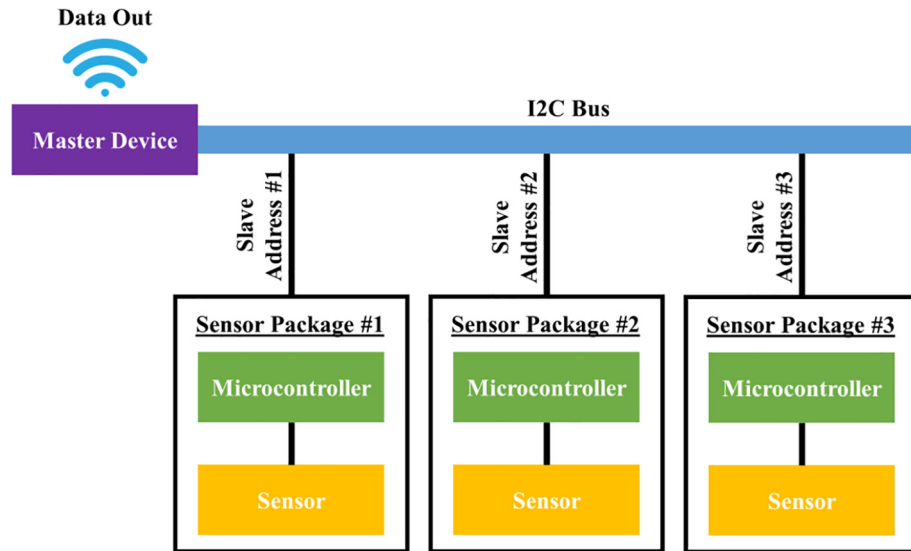 Data Out
Master Device
I2C Bus
Slave
Address #1
Slave
Address #2
Slave
Address #3
Sensor Package #1
Microcontroller
Sensor
Sensor Package #2
Microcontroller
Sensor
Sensor Package #3
Microcontroller
Sensor